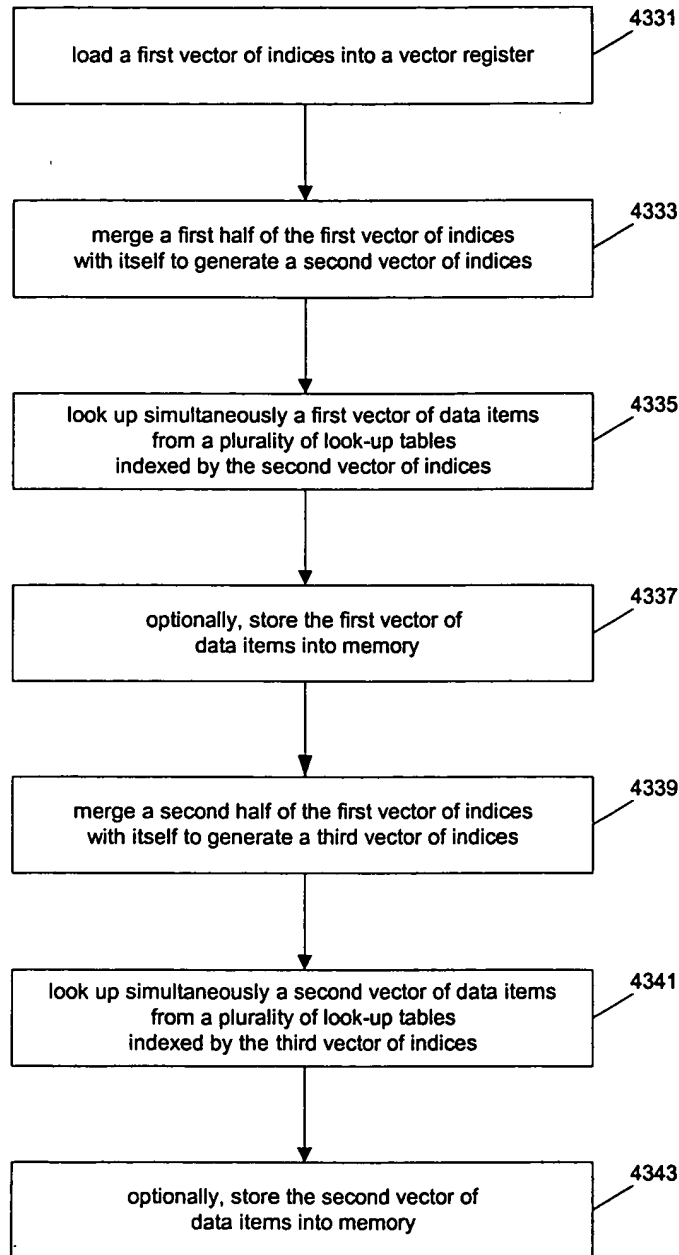 4331
load a first vector of indices into a vector register
4333
merge a first half of the first vector of indices
with itself to generate a second vector of indices
4335
look up simultaneously a first vector of data items
from a plurality of look-up tables
indexed by the second vector of indices
4337
optionally, store the first vector of
data items into memory
4339
merge a second half of the first vector of indices
with itself to generate a third vector of indices
4341
look up simultaneously a second vector of data items
from a plurality of look-up tables
indexed by the third vector of indices
4343
optionally, store the second vector of
data items into memory